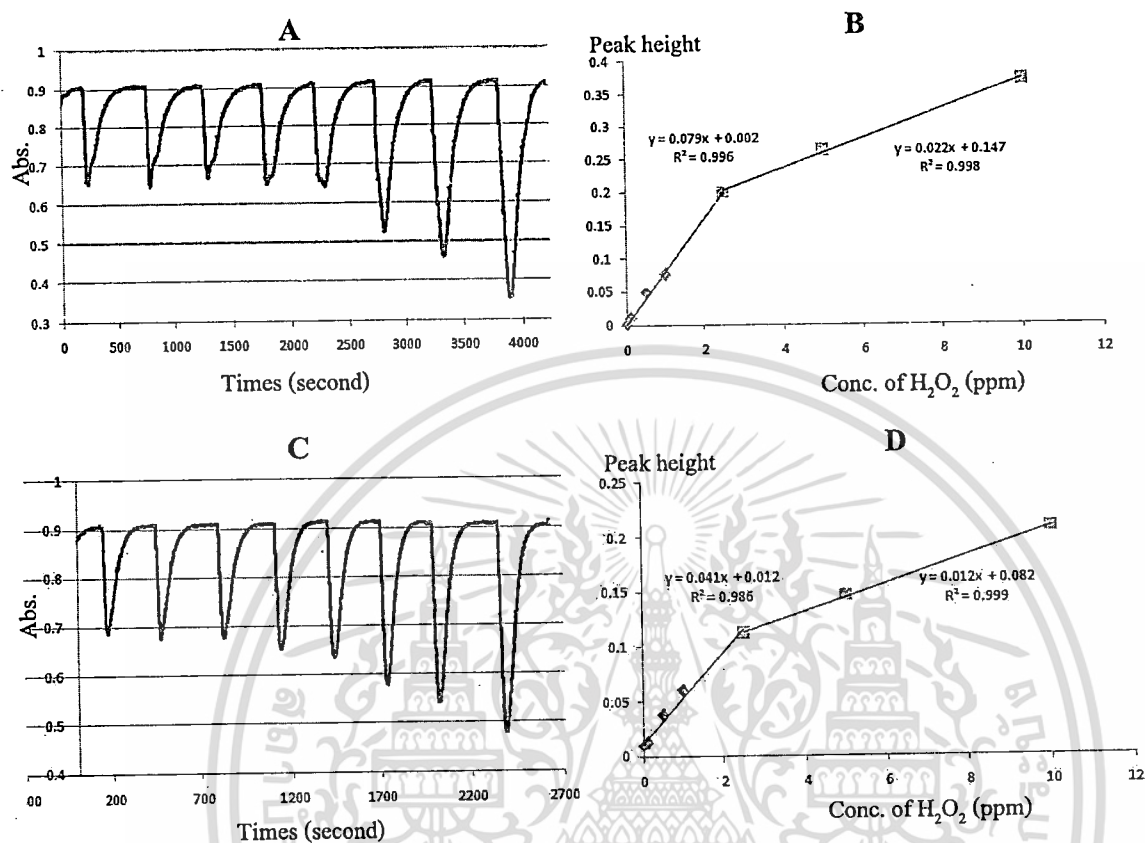 A
Abs.
1
0.9
0.8
0.7
0.6
0.5
0.4
0.3
0 500 1000 1500 2000 2500 3000 3500 4000
Times (second)
B
Peak height
0.4
0.35
0.3
0.25
0.2
0.15
0.1
0.05
0
y = 0.079x + 0.002
R² = 0.996
y = 0.022x + 0.147
R² = 0.998
0 2 4 6 8 10 12
Conc. of H₂O₂ (ppm)
C
Abs.
1
0.9
0.8
0.7
0.6
0.5
0.4
00 200 700 1200 1700 2200 2700
Times (second)
D
Peak height
0.25
0.2
0.15
0.1
0.05
0
y = 0.041x + 0.012
R² = 0.986
y = 0.012x + 0.082
R² = 0.999
0 2 4 6 8 10 12
Conc. of H₂O₂ (ppm)